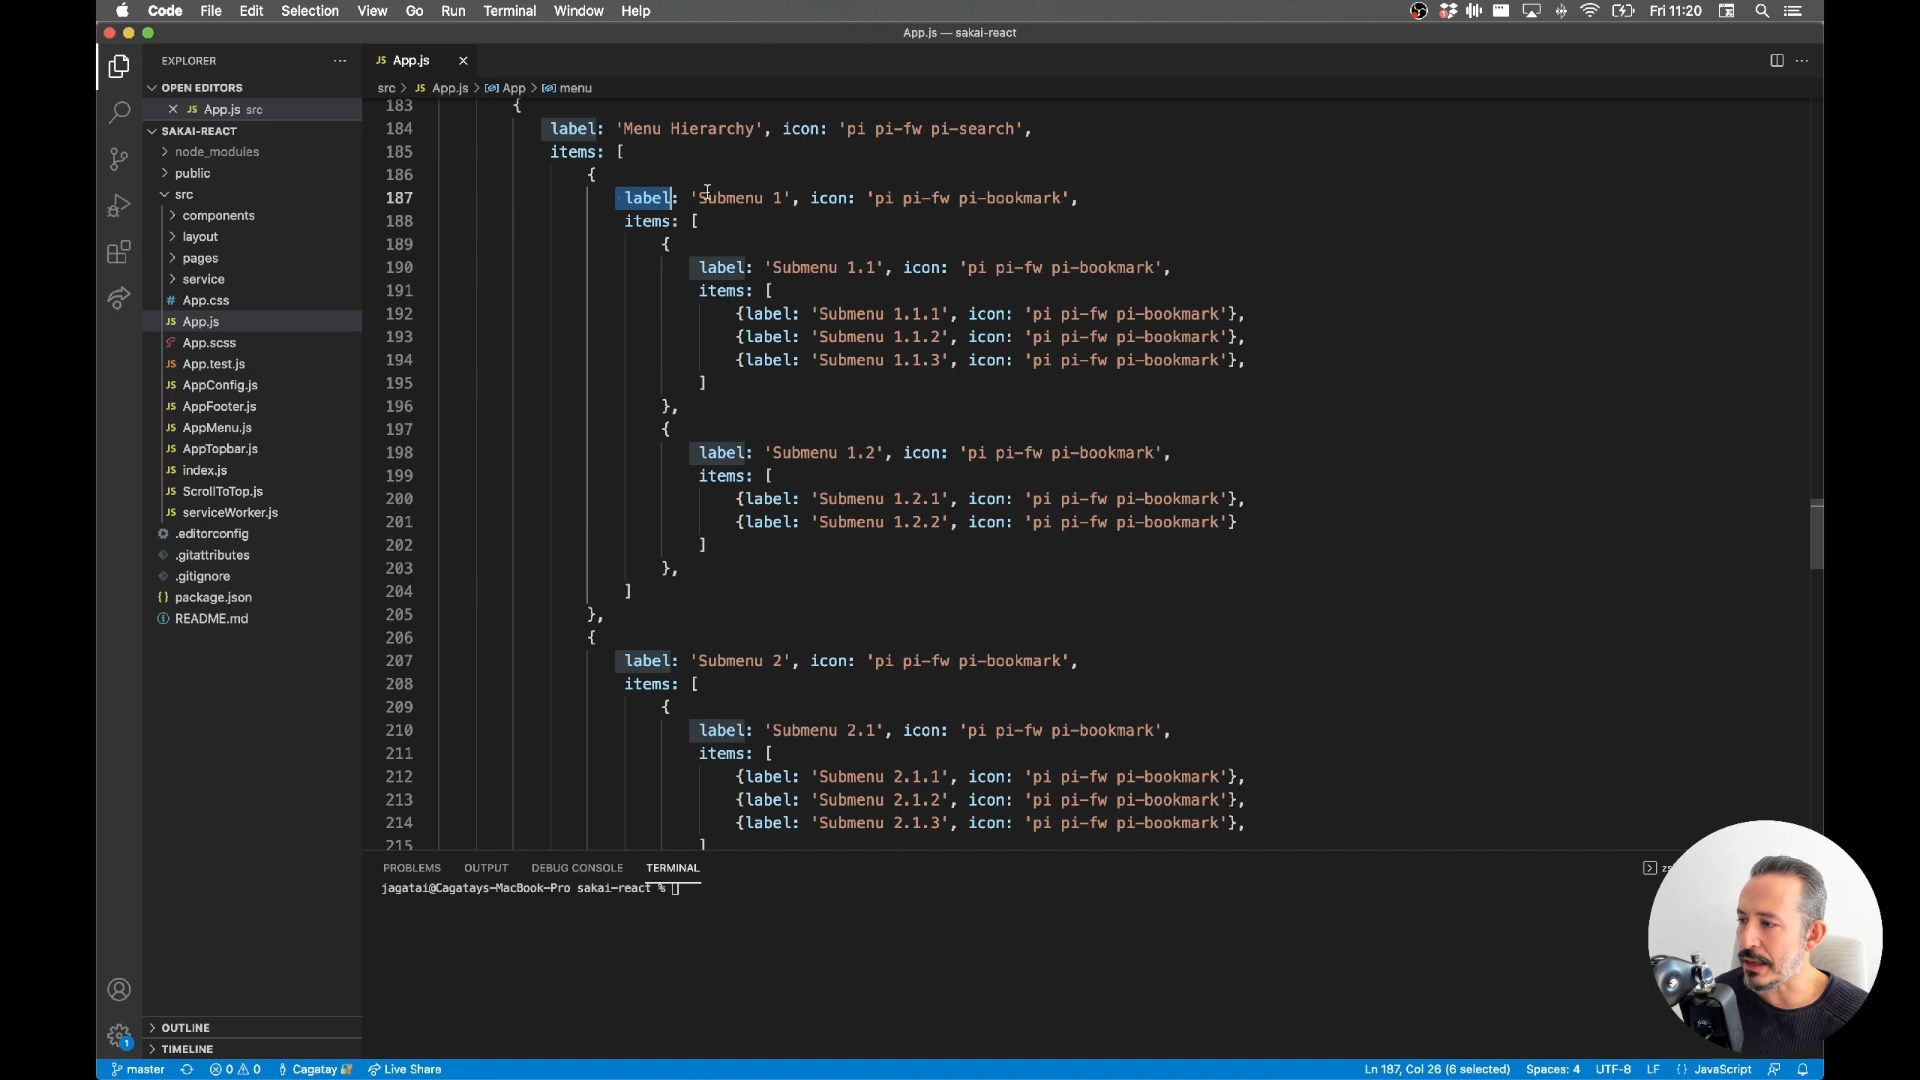 Code File Edit Selection View Go Run Terminal Window Help Fri 11:20
App.js — sakai-react
EXPLORER
OPEN EDITORS
JS App.js src
SAKAI-REACT
node_modules
public
src
components
layout
pages
service
# App.css
JS App.js
App.scss
JS App.test.js
JS AppConfig.js
JS AppFooter.js
JS AppMenu.js
JS AppTopbar.js
JS index.js
JS ScrollToTop.js
JS serviceWorker.js
.editorconfig
.gitattributes
.gitignore
{} package.json
README.md
OUTLINE
TIMELINE
JS App.js
src > JS App.js > App > menu
183 {
184 label: 'Menu Hierarchy', icon: 'pi pi-fw pi-search',
185 items: [
186 {
187 label: 'Submenu 1', icon: 'pi pi-fw pi-bookmark',
188 items: [
189 {
190 label: 'Submenu 1.1', icon: 'pi pi-fw pi-bookmark',
191 items: [
192 {label: 'Submenu 1.1.1', icon: 'pi pi-fw pi-bookmark'},
193 {label: 'Submenu 1.1.2', icon: 'pi pi-fw pi-bookmark'},
194 {label: 'Submenu 1.1.3', icon: 'pi pi-fw pi-bookmark'},
195 ]
196 },
197 {
198 label: 'Submenu 1.2', icon: 'pi pi-fw pi-bookmark',
199 items: [
200 {label: 'Submenu 1.2.1', icon: 'pi pi-fw pi-bookmark'},
201 {label: 'Submenu 1.2.2', icon: 'pi pi-fw pi-bookmark'}
202 ]
203 },
204 ]
205 },
206 {
207 label: 'Submenu 2', icon: 'pi pi-fw pi-bookmark',
208 items: [
209 {
210 label: 'Submenu 2.1', icon: 'pi pi-fw pi-bookmark',
211 items: [
212 {label: 'Submenu 2.1.1', icon: 'pi pi-fw pi-bookmark'},
213 {label: 'Submenu 2.1.2', icon: 'pi pi-fw pi-bookmark'},
214 {label: 'Submenu 2.1.3', icon: 'pi pi-fw pi-bookmark'},
215 ]
PROBLEMS OUTPUT DEBUG CONSOLE TERMINAL
jagatai@Cagatays-MacBook-Pro sakai-react %
1
master 0 0 Cagatay Live Share Ln 187, Col 26 (6 selected) Spaces: 4 UTF-8 LF {} JavaScript